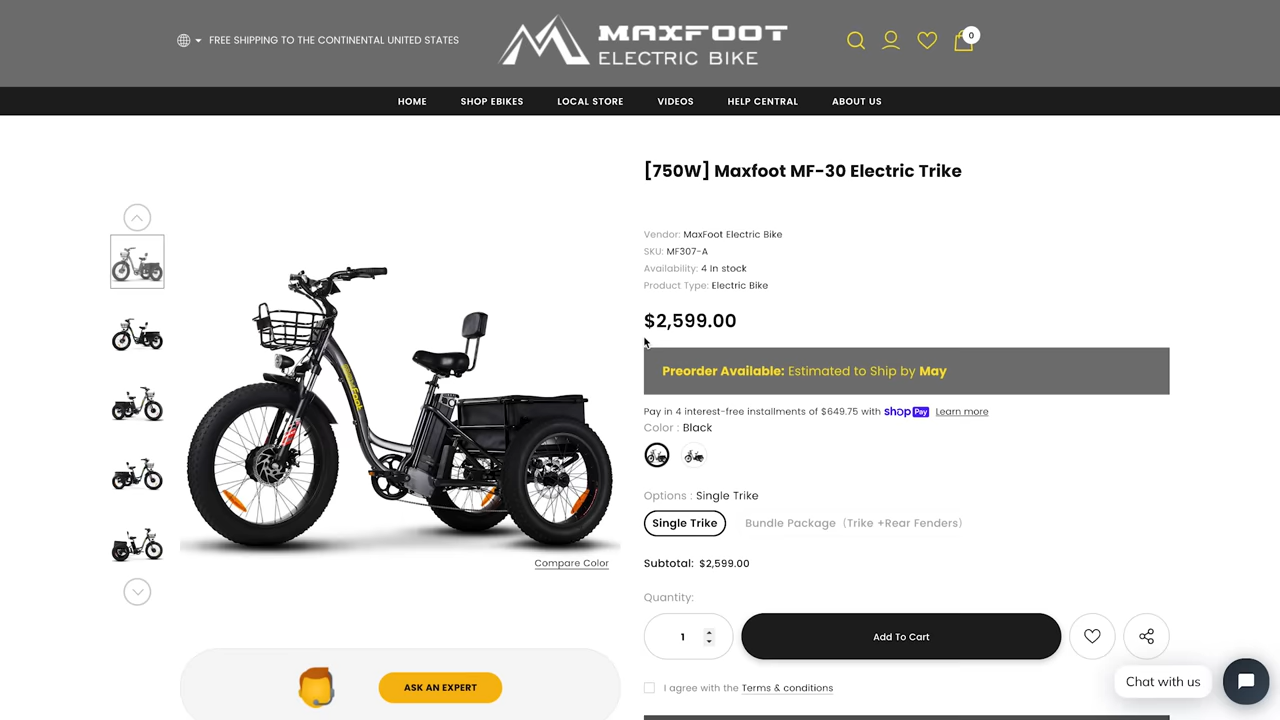 FREE SHIPPING TO THE CONTINENTAL UNITED STATES
MAXFOOT
ELECTRIC BIKE
0
HOME SHOP EBIKES LOCAL STORE VIDEOS HELP CENTRAL ABOUT US
[750W] Maxfoot MF-30 Electric Trike
Vendor: MaxFoot Electric Bike
SKU: MF307-A
Availability: 4 In stock
Product Type: Electric Bike
$2,599.00
Preorder Available: Estimated to Ship by May
Pay in 4 interest-free installments of $649.75 with shop Pay Learn more
Color : Black
Options : Single Trike
Single Trike Bundle Package (Trike +Rear Fenders)
Compare Color
Subtotal: $2,599.00
Quantity:
1 Add To Cart
ASK AN EXPERT
I agree with the Terms & conditions
Chat with us